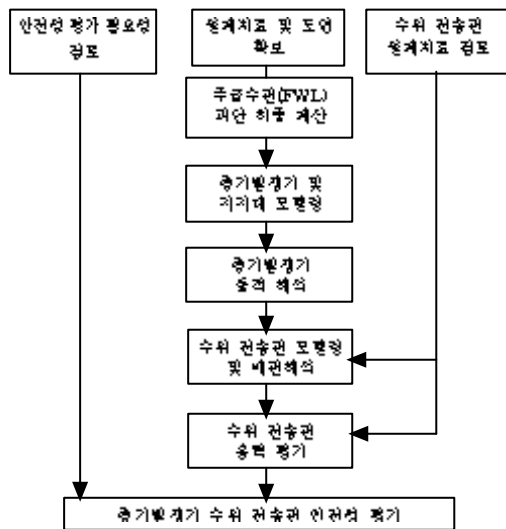 안전성 평가 필요성
검토
설계자료 및 도면
확보
수위 전송관
설계자료 검토
주급수관(FWL)
파단 하중 계산
증기발생기 및
지지대 모델링
증기발생기
동적 해석
수위 전송관 모델링
및 배관해석
수위 전송관
응력 평가
증기발생기 수위 전송관 안전성 평가